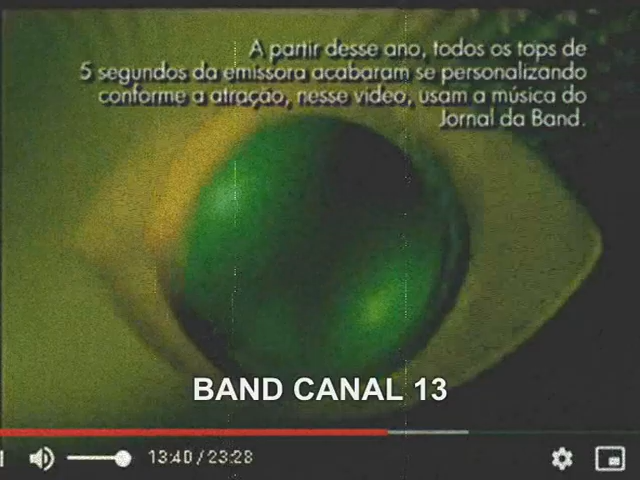 A partir desse ano, todos os tops de
5 segundos da emissora acabaram se personalizando
conforme a atração, nesse vídeo, usam a música do
Jornal da Band.
BAND CANAL 13
13:40 / 23:28